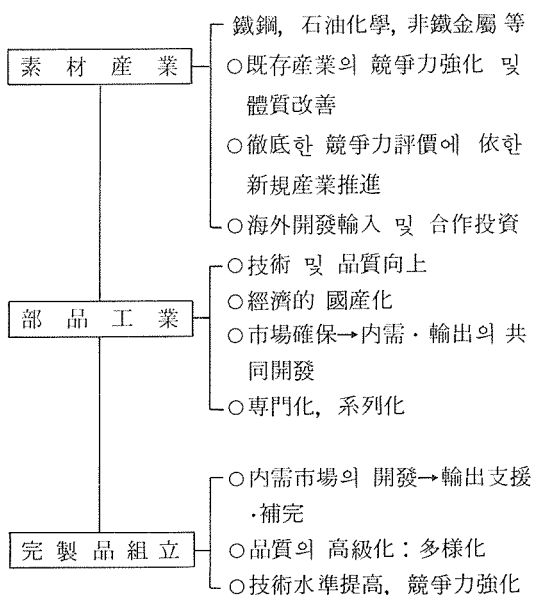 鐵鋼, 石油化學, 非鐵金屬 等
素材産業
○既存産業의 競爭力强化 및
體質改善
○徹底한 競爭力評價에 依한
新規産業推進
○海外開發輸入 및 合作投資
○技術 및 品質向上
○經濟的 國産化
部品工業
○市場確保→内需·輸出의 共
同開發
○専門化, 系列化
○内需市場의 開發→輸出支援
·補完
完製品組立
○品質의 高級化：多様化
○技術水準提高, 競爭力强化